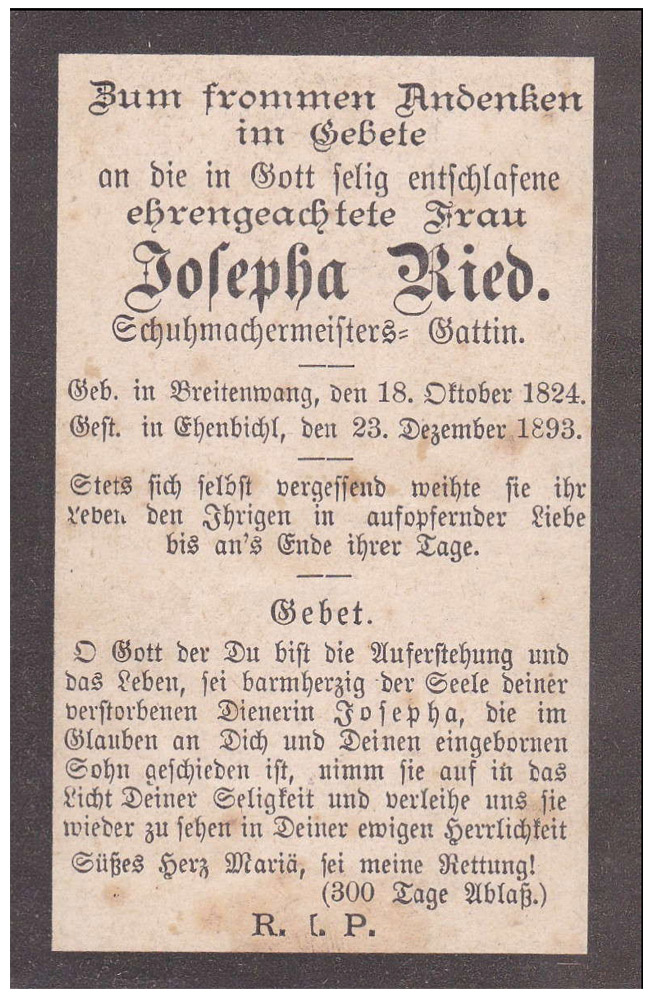 Zum frommen Andenken
im Gebete
an die in Gott selig entschlafene
ehrengeachtete Frau
Josepha Ried.
Schuhmachermeisters- Gattin.
Geb. in Breitenwang, den 18. Oktober 1824.
Gest. in Ehenbichl, den 23. Dezember 1893.
Stets sich selbst vergessend weihte sie ihr
Leben den Ihrigen in aufopfernder Liebe
bis an's Ende ihrer Tage.
Gebet.
O Gott der Du bist die Auferstehung und
das Leben, sei barmherzig der Seele deiner
verstorbenen Dienerin Josepha, die im
Glauben an Dich und Deinen eingebornen
Sohn geschieden ist, nimm sie auf in das
Licht Deiner Seligkeit und verleihe uns sie
wieder zu sehen in Deiner ewigen Herrlichkeit
Süßes Herz Mariä, sei meine Rettung!
(300 Tage Ablaß.)
R. I. P.